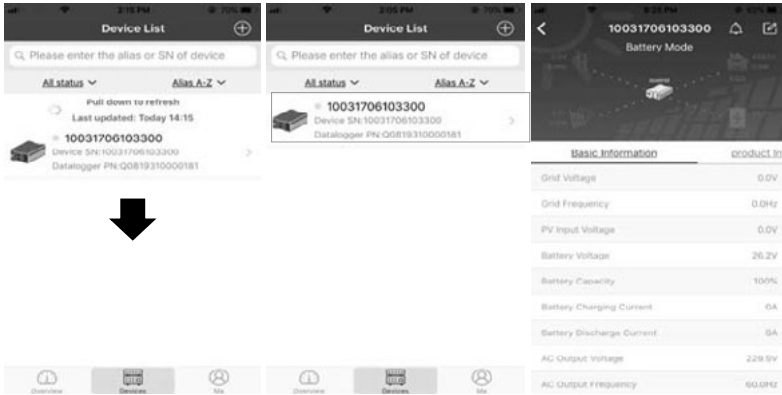 2:15 PM
70%
Device List
Please enter the alias or SN of device
All status
Alias A-Z
Pull down to refresh
Last updated: Today 14:15
10031706103300
Device SN:10031706103300
Datalogger PN:Q0819310000181
Overview
Devices
Me
2:05 PM
70%
Device List
Please enter the alias or SN of device
All status
Alias A-Z
10031706103300
Device SN:10031706103300
Datalogger PN:Q0819310000181
Overview
Devices
Me
10031706103300
Battery Mode
Basic Information
product In
Grid Voltage 0.0V
Grid Frequency 0.0Hz
PV Input Voltage 0.0V
Battery Voltage 26.2V
Battery Capacity 100%
Battery Charging Current 0A
Battery Discharge Current 0A
AC Output Voltage 229.9V
AC Output Frequency 60.0Hz